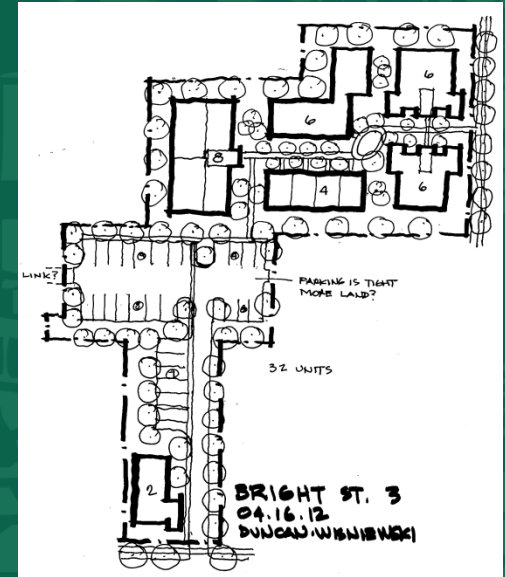 6
6
8
4
6
LINK?
PARKING IS TIGHT
MORE LAND?
32 UNITS
2
BRIGHT ST. 3
04.16.12
DUNCAN·WISNIEWSKI